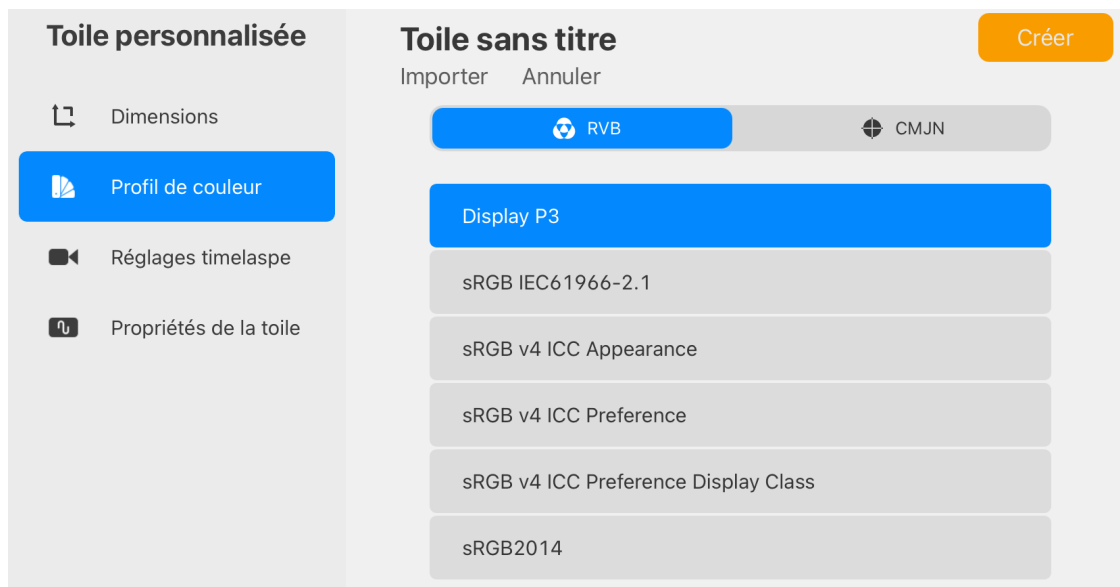 Toile personnalisée
Dimensions
Profil de couleur
Réglages timelaspe
Propriétés de la toile
Toile sans titre
Créer
Importer Annuler
RVB CMJN
Display P3
sRGB IEC61966-2.1
sRGB v4 ICC Appearance
sRGB v4 ICC Preference
sRGB v4 ICC Preference Display Class
sRGB2014